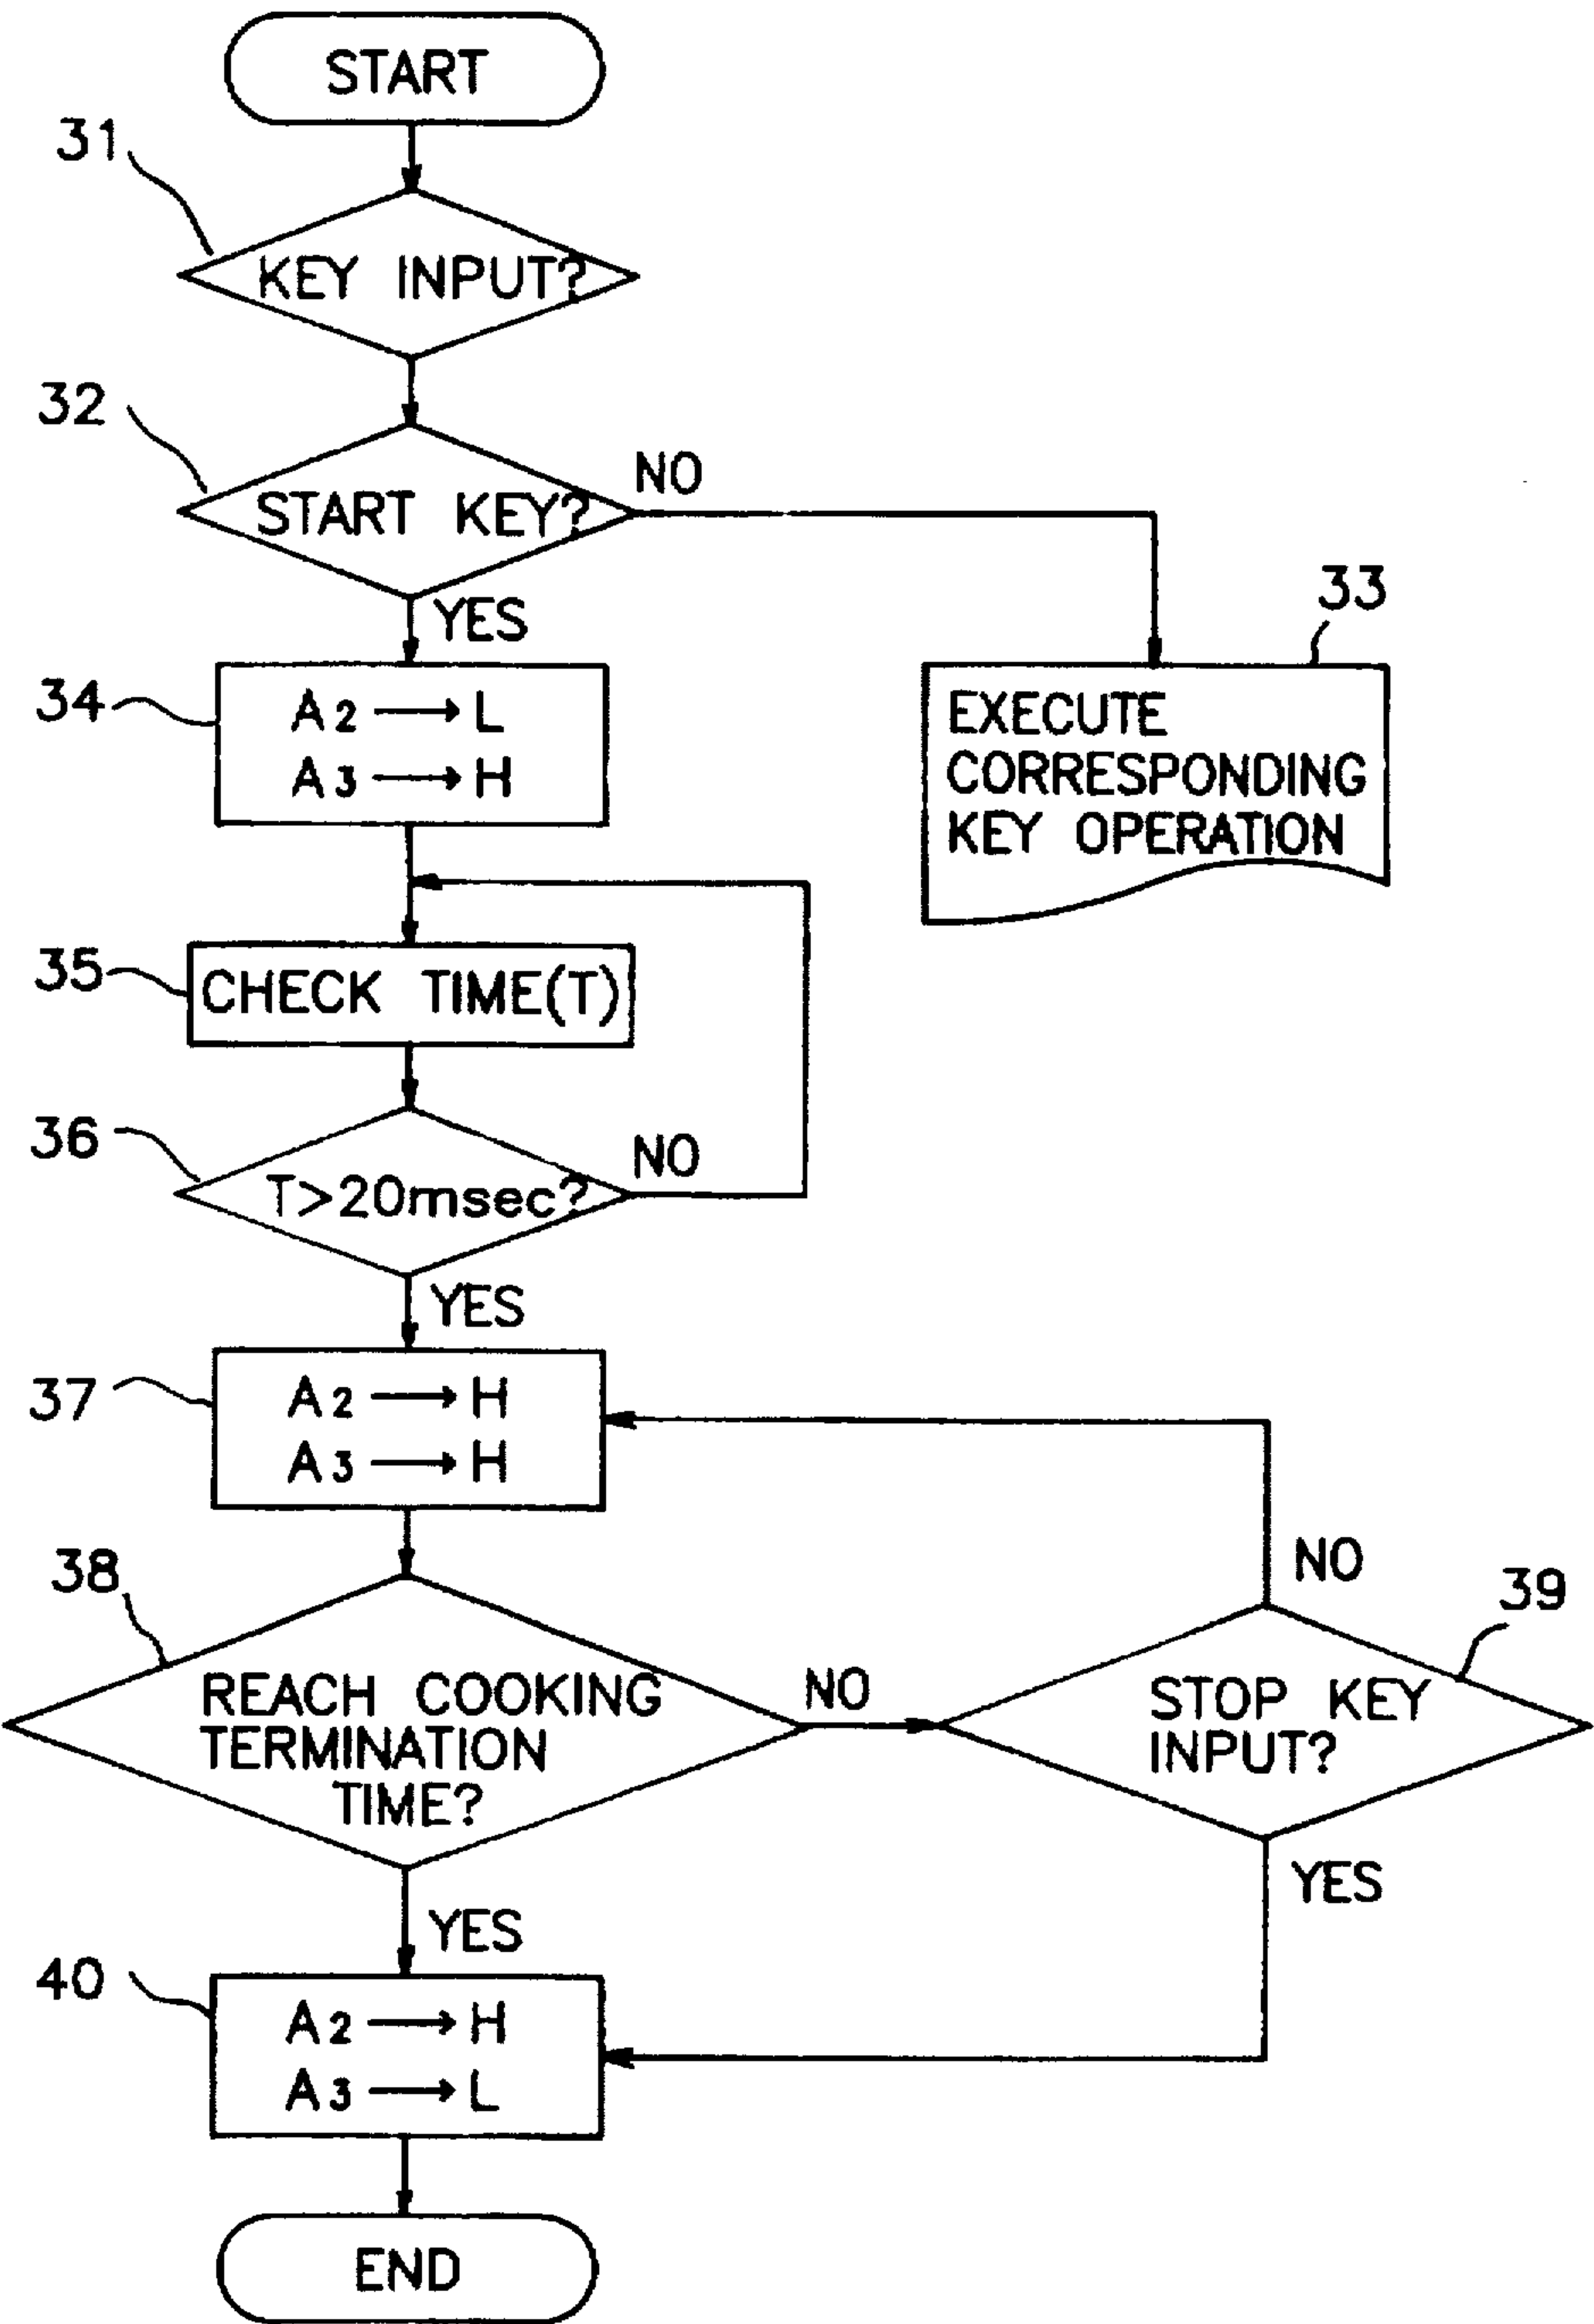 START
31
KEY INPUT?
32
START KEY?
NO
YES
33
EXECUTE
CORRESPONDING
KEY OPERATION
34
A2 → L
A3 → H
35
CHECK TIME(T)
36
T>20msec?
NO
YES
37
A2 → H
A3 → H
38
REACH COOKING
TERMINATION
TIME?
NO
YES
39
STOP KEY
INPUT?
NO
YES
40
A2 → H
A3 → L
END